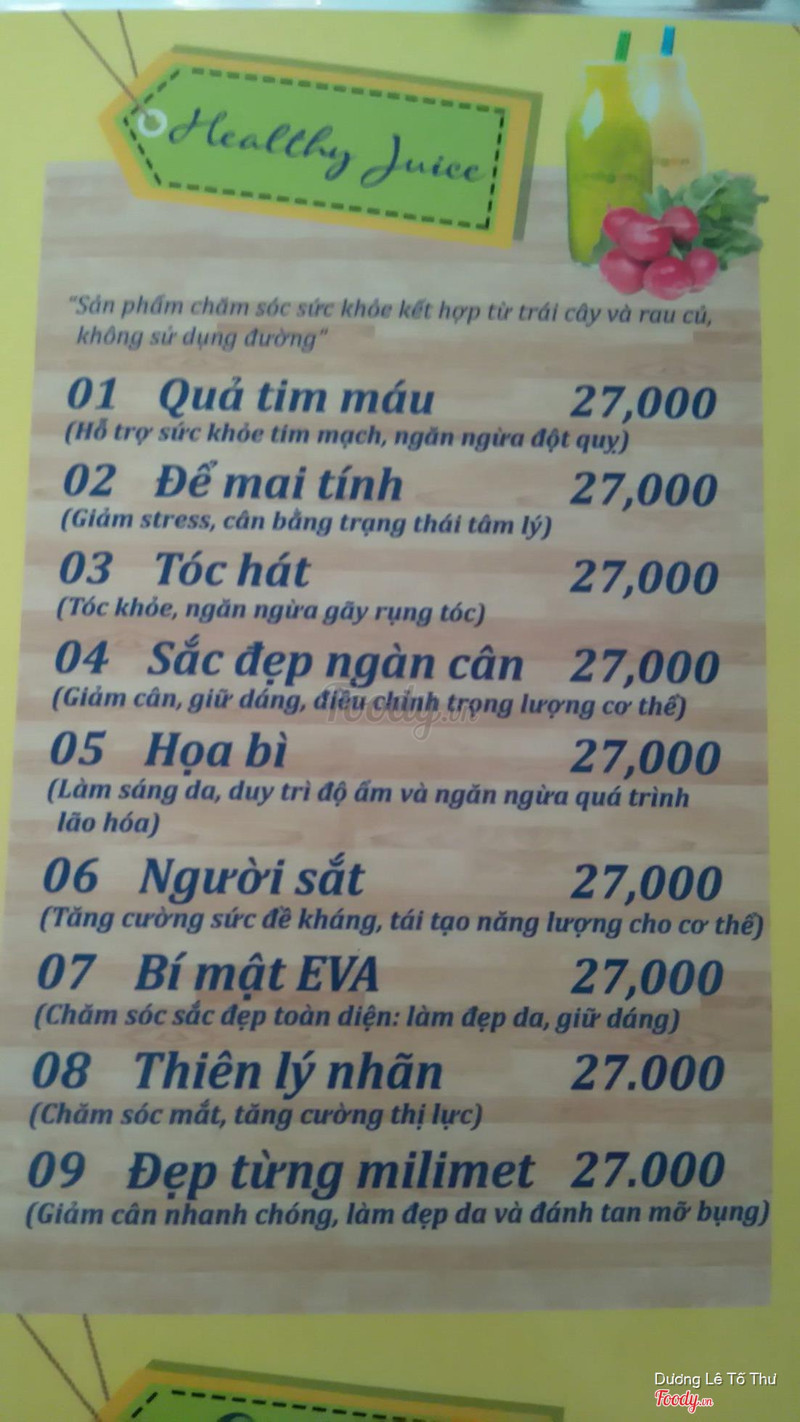 Healthy Juice
"Sản phẩm chăm sóc sức khỏe kết hợp từ trái cây và rau củ,
không sử dụng đường"
01 Quả tim máu 27,000
(Hỗ trợ sức khỏe tim mạch, ngăn ngừa đột quỵ)
02 Để mai tính 27,000
(Giảm stress, cân bằng trạng thái tâm lý)
03 Tóc hát 27,000
(Tóc khỏe, ngăn ngừa gãy rụng tóc)
04 Sắc đẹp ngàn cân 27,000
(Giảm cân, giữ dáng, điều chỉnh trọng lượng cơ thể)
Foody.vn
05 Họa bì 27,000
(Làm sáng da, duy trì độ ẩm và ngăn ngừa quá trình
lão hóa)
06 Người sắt 27,000
(Tăng cường sức đề kháng, tái tạo năng lượng cho cơ thể)
07 Bí mật EVA 27,000
(Chăm sóc sắc đẹp toàn diện: làm đẹp da, giữ dáng)
08 Thiên lý nhãn 27.000
(Chăm sóc mắt, tăng cường thị lực)
09 Đẹp từng milimet 27.000
(Giảm cân nhanh chóng, làm đẹp da và đánh tan mỡ bụng)
Dương Lê Tố Thư
Foody.vn